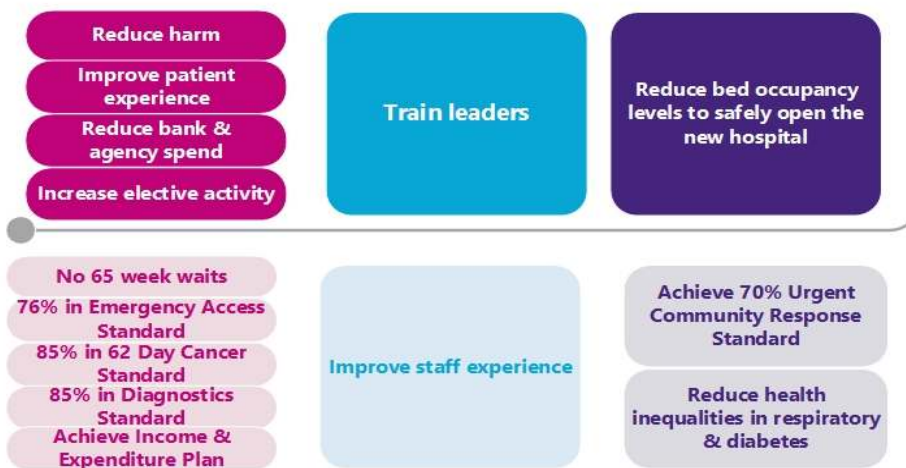 Reduce harm
Improve patient
experience
Reduce bank &
agency spend
Increase elective activity
Train leaders
Reduce bed occupancy
levels to safely open the
new hospital
No 65 week waits
76% in Emergency Access
Standard
85% in 62 Day Cancer
Standard
85% in Diagnostics
Standard
Achieve Income &
Expenditure Plan
Improve staff experience
Achieve 70% Urgent
Community Response
Standard
Reduce health
inequalities in respiratory
& diabetes